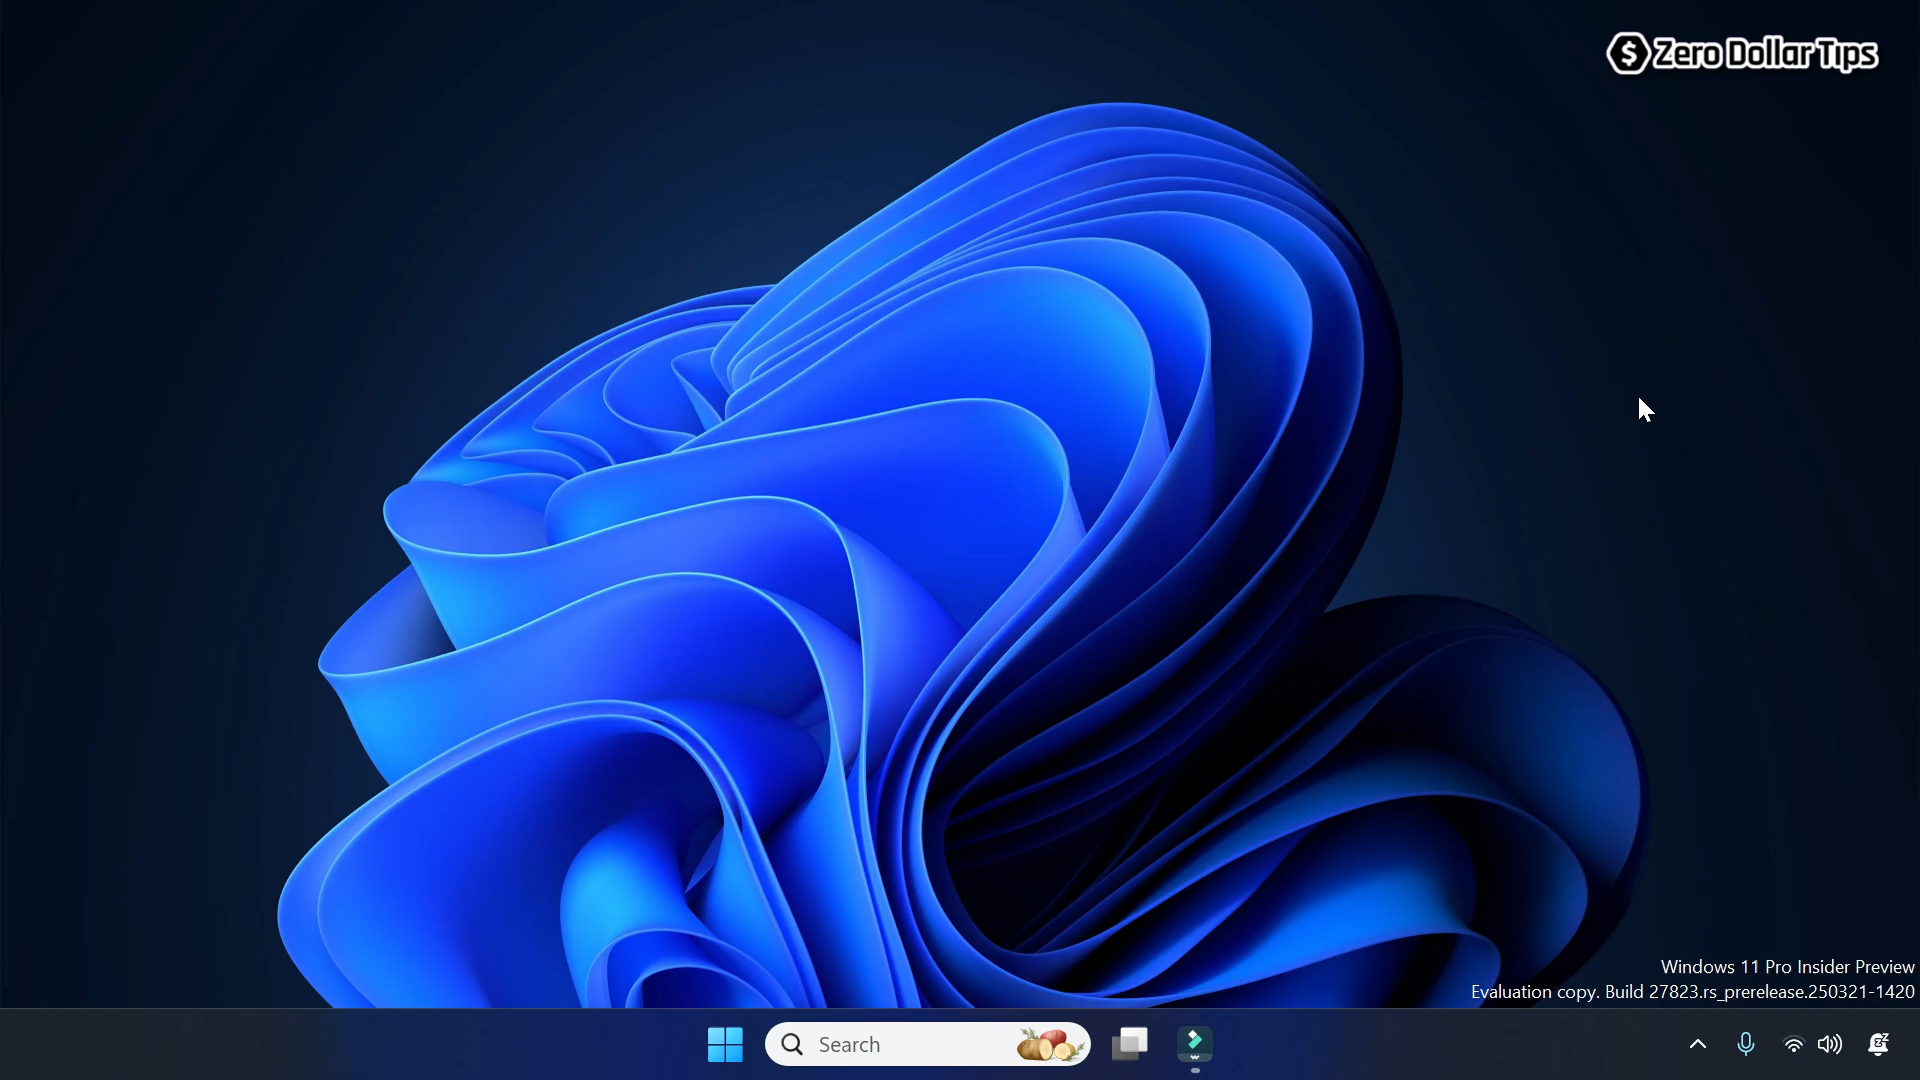 Zero Dollar Tips
Windows 11 Pro Insider Preview
Evaluation copy. Build 27823.rs_prerelease.250321-1420
Search